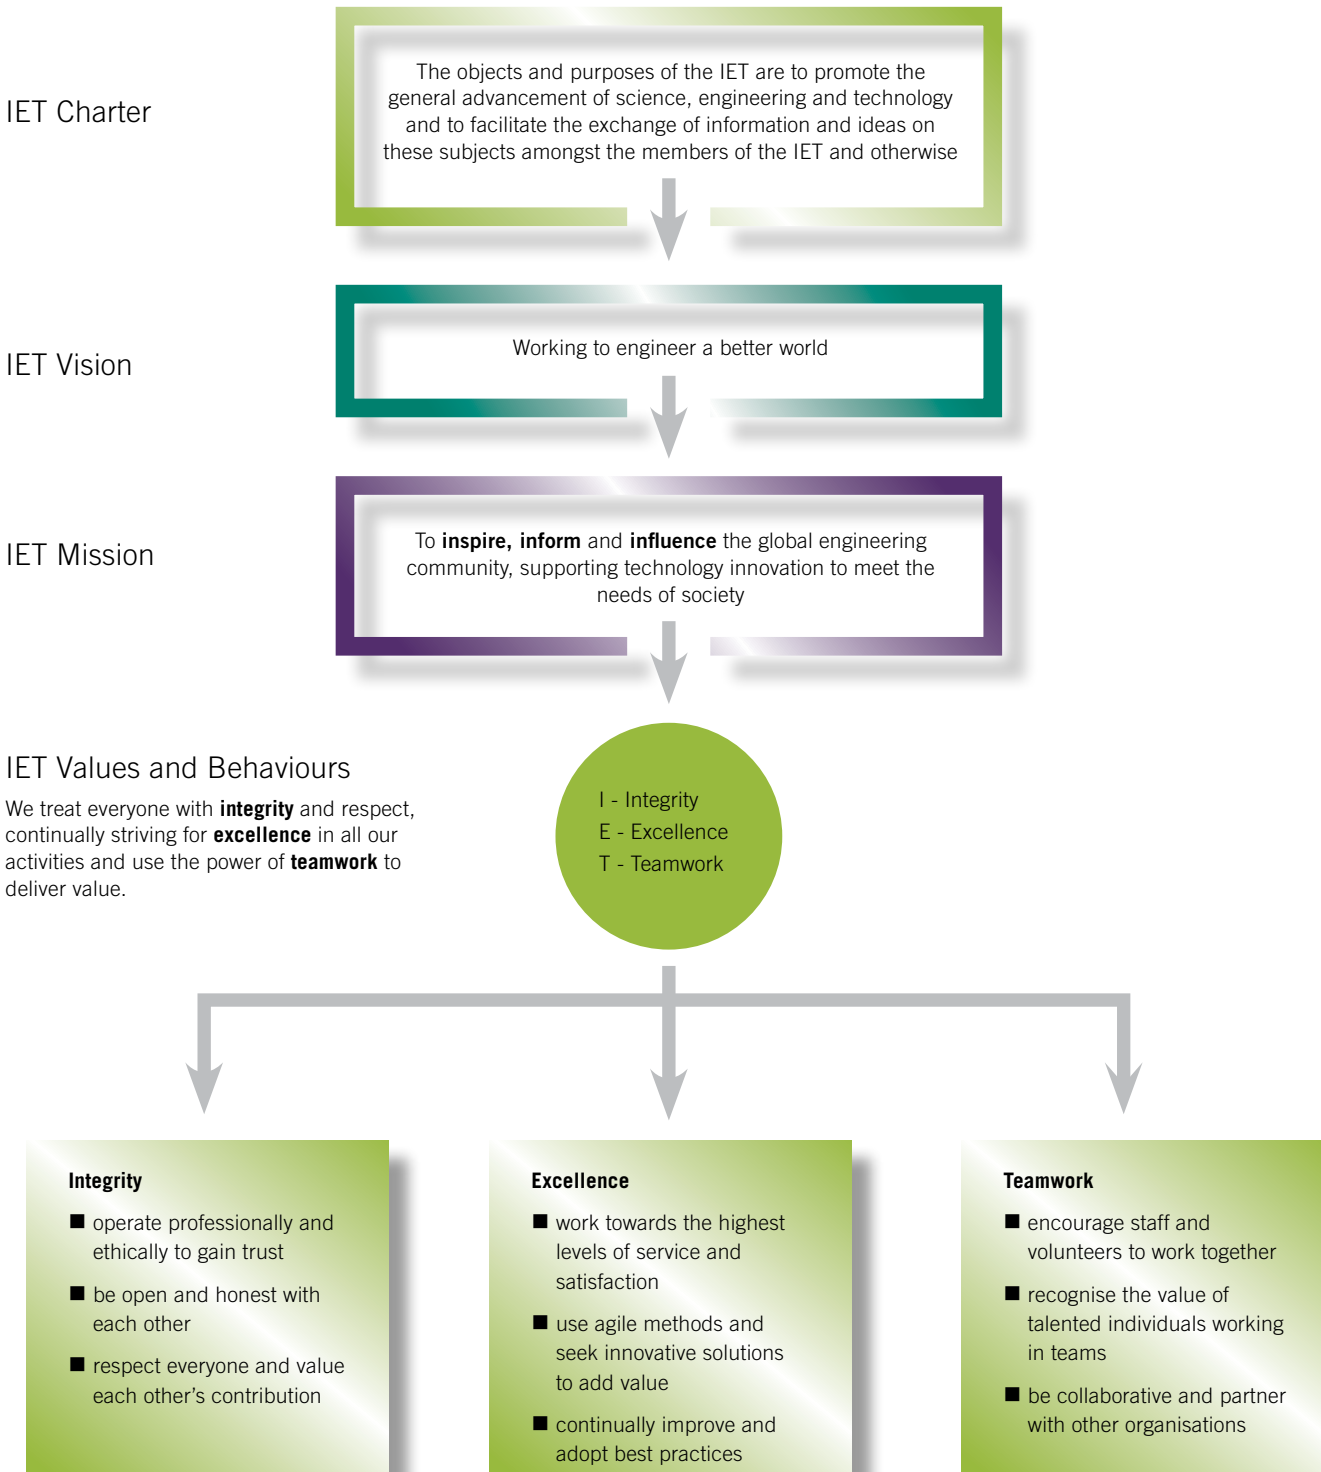 IET Charter
The objects and purposes of the IET are to promote the
general advancement of science, engineering and technology
and to facilitate the exchange of information and ideas on
these subjects amongst the members of the IET and otherwise
IET Vision
Working to engineer a better world
IET Mission
To inspire, inform and influence the global engineering
community, supporting technology innovation to meet the
needs of society
IET Values and Behaviours
We treat everyone with integrity and respect,
continually striving for excellence in all our
activities and use the power of teamwork to
deliver value.
I - Integrity
E - Excellence
T - Teamwork
Integrity
■ operate professionally and
ethically to gain trust
■ be open and honest with
each other
■ respect everyone and value
each other’s contribution
Excellence
■ work towards the highest
levels of service and
satisfaction
■ use agile methods and
seek innovative solutions
to add value
■ continually improve and
adopt best practices
Teamwork
■ encourage staff and
volunteers to work together
■ recognise the value of
talented individuals working
in teams
■ be collaborative and partner
with other organisations